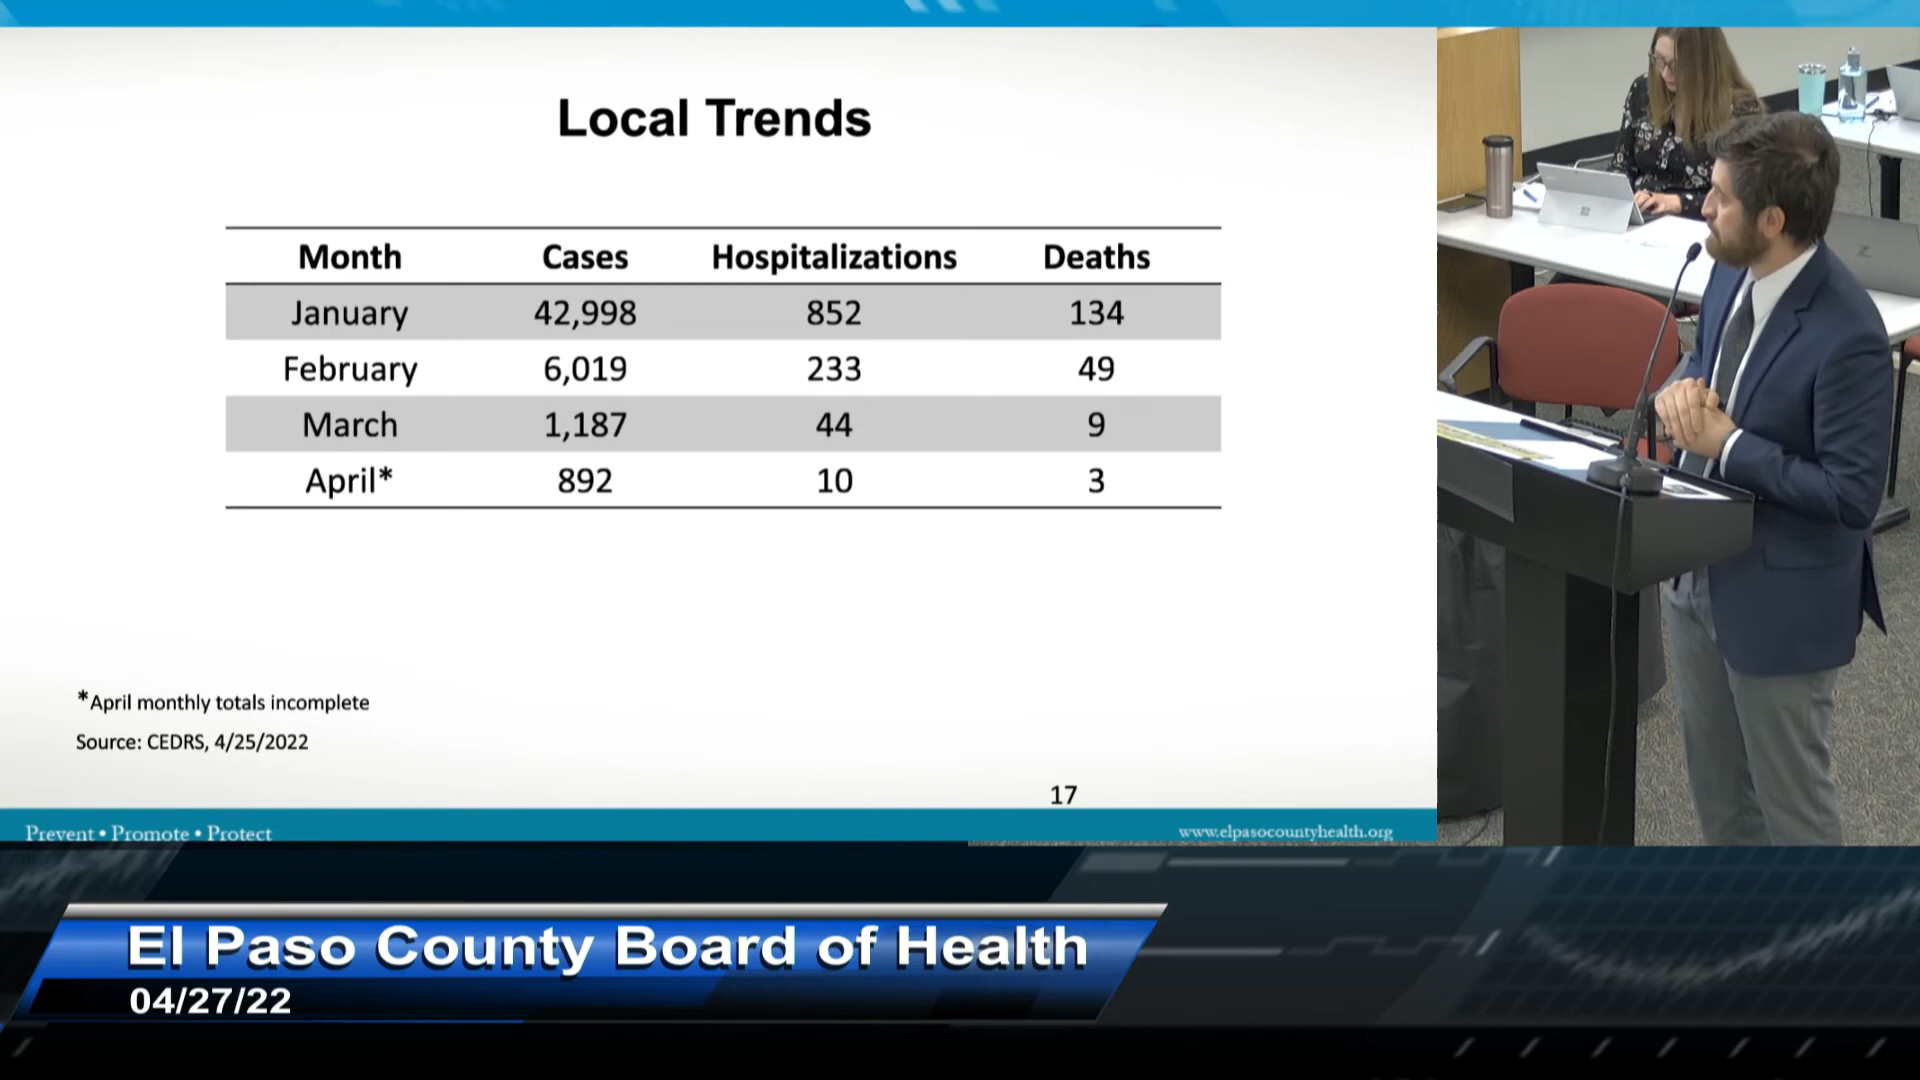 Local Trends
Month Cases Hospitalizations Deaths
January 42,998 852 134
February 6,019 233 49
March 1,187 44 9
April* 892 10 3
*April monthly totals incomplete
Source: CEDRS, 4/25/2022
17
Prevent • Promote • Protect www.elpasocountyhealth.org
El Paso County Board of Health
04/27/22